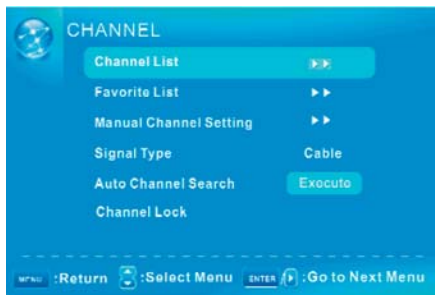 CHANNEL
Channel List
Favorite List
Manual Channel Setting
Signal Type Cable
Auto Channel Search Execute
Channel Lock
MENU :Return :Select Menu ENTER / :Go to Next Menu